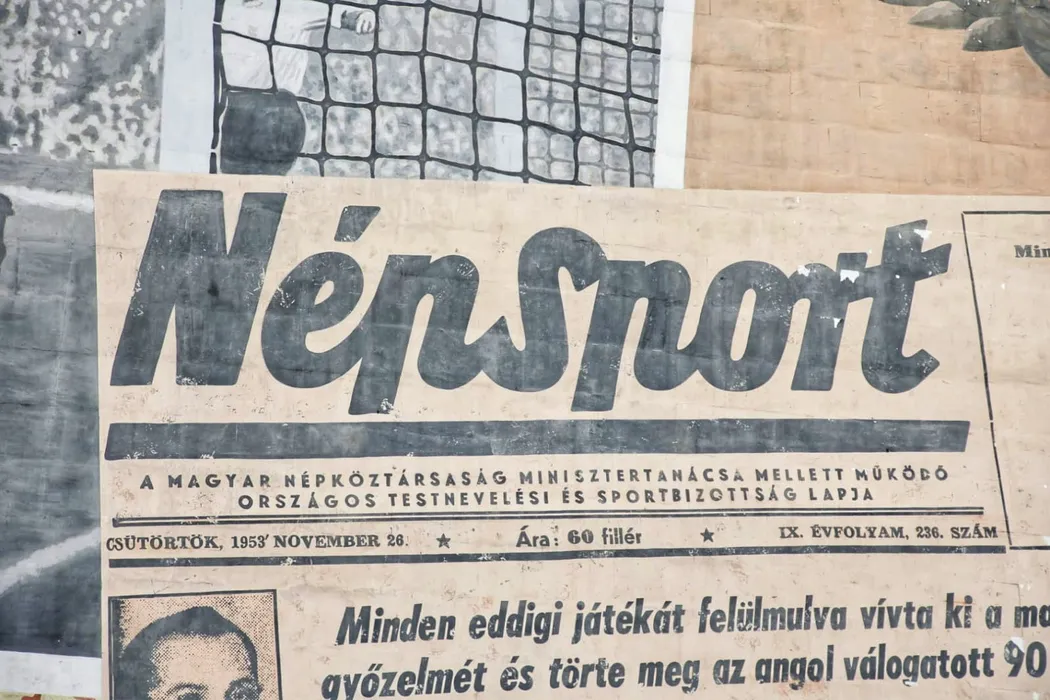 NépSport
Min
A MAGYAR NÉPKÖZTÁRSASÁG MINISZTERTANÁCSA MELLETT MŰKÖDŐ
ORSZÁGOS TESTNEVELÉSI ÉS SPORTBIZOTTSÁG LAPJA
CSÜTÖRTÖK, 1953 NOVEMBER 26. ★ Ára: 60 fillér ★ IX. ÉVFOLYAM, 236. SZÁM
Minden eddigi játékát felülmulva vívta ki a ma
győzelmét és törte meg az angol válogatott 90